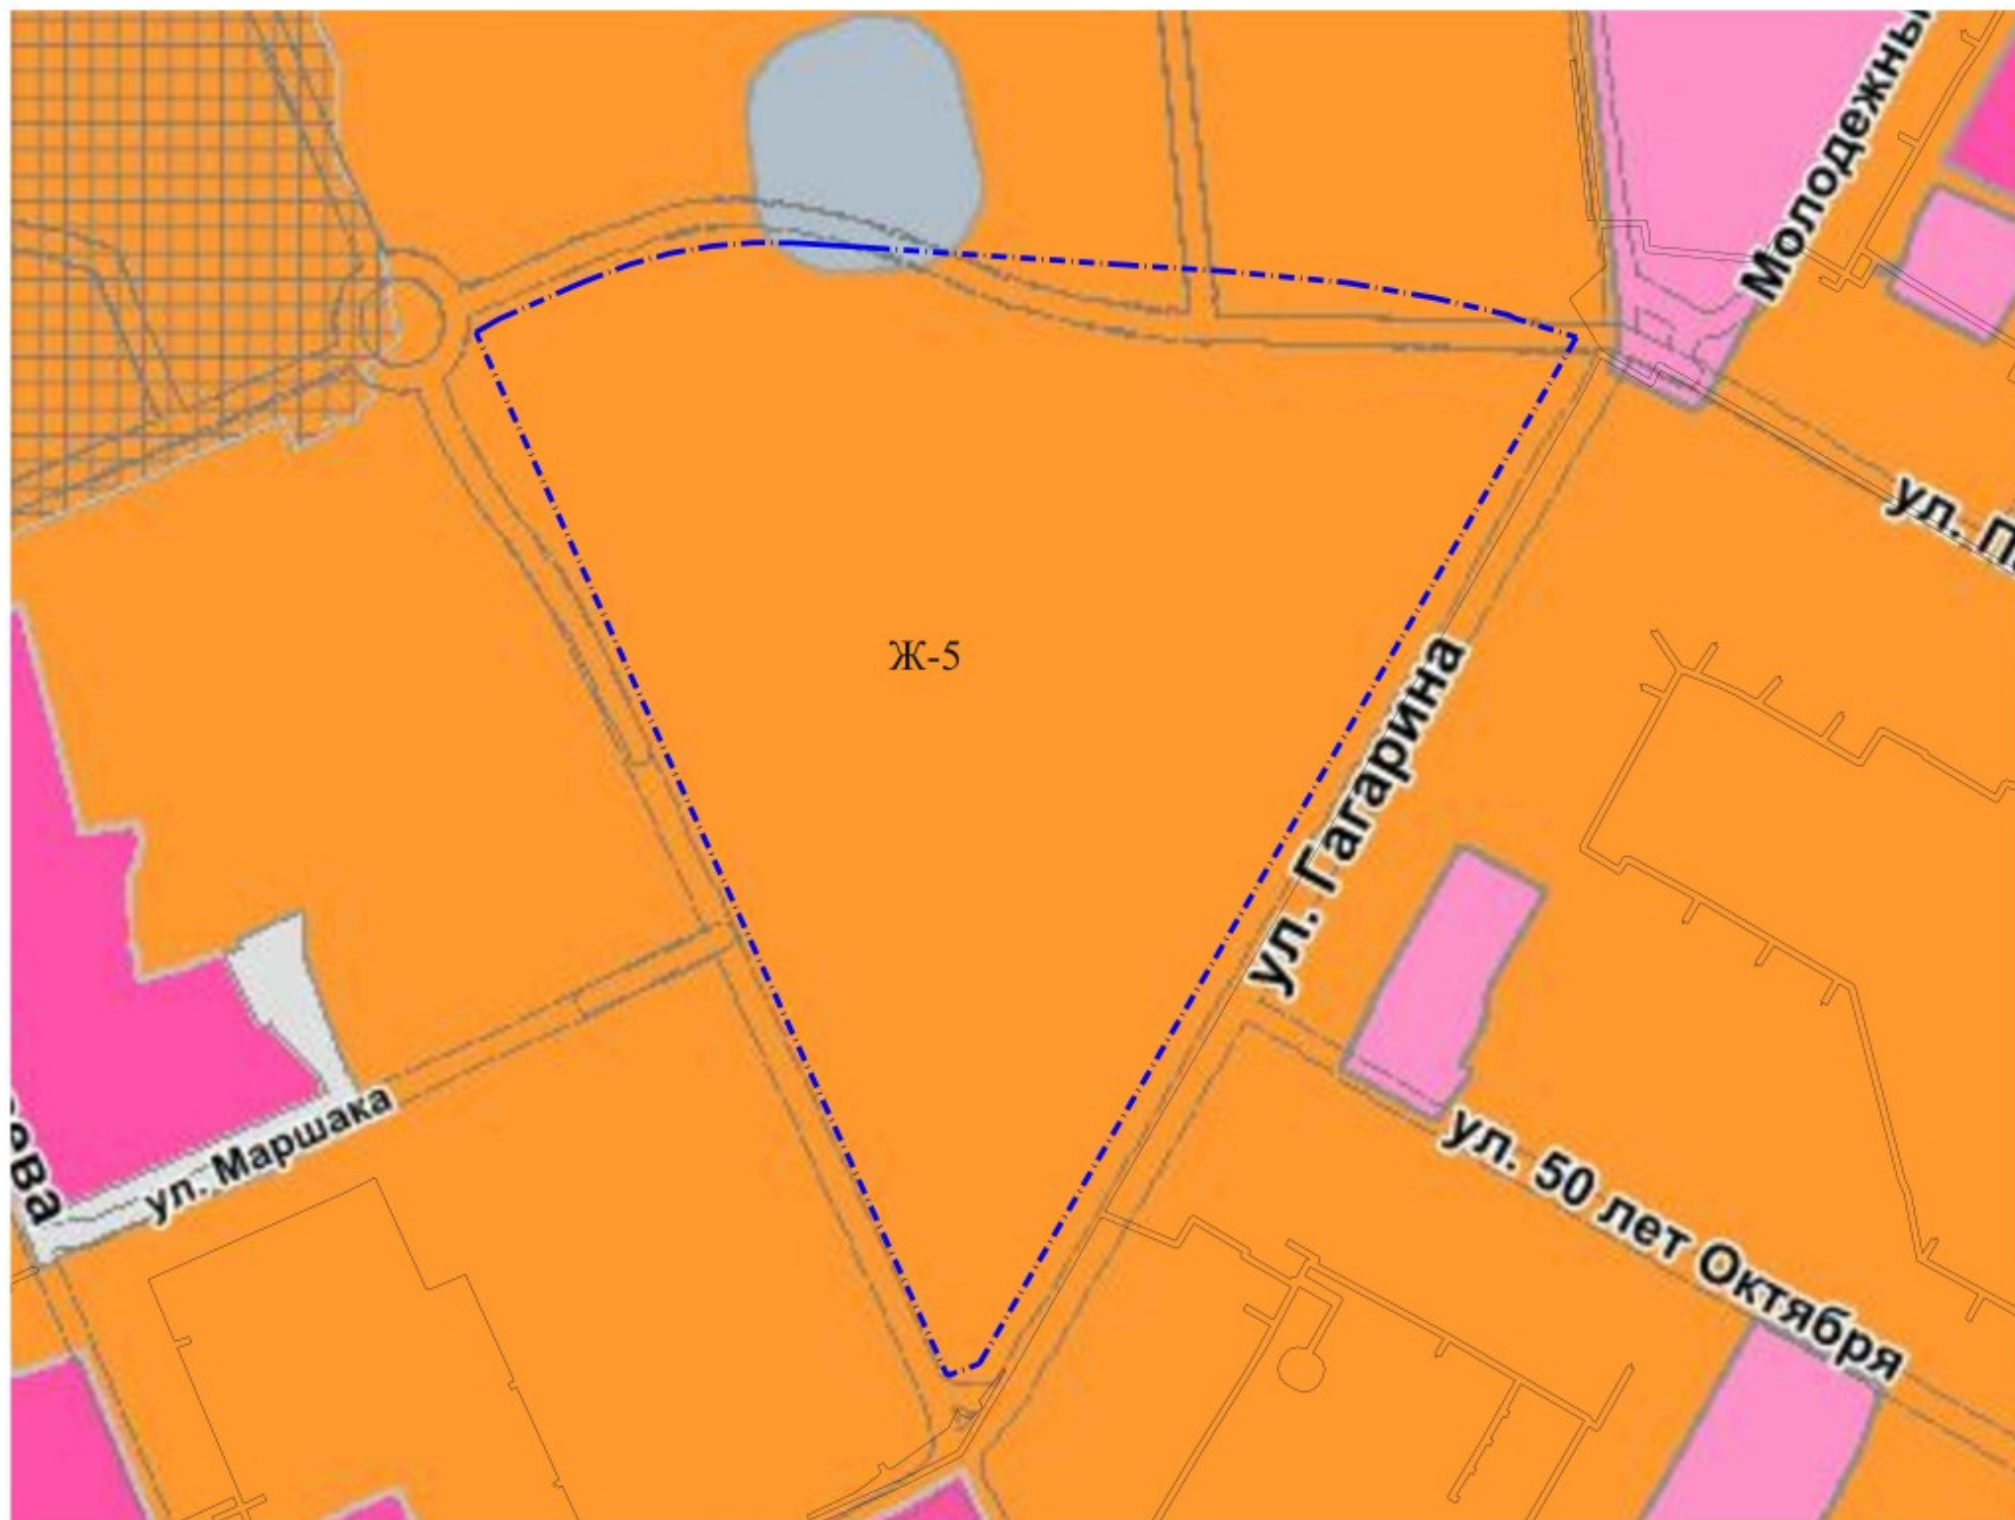 Молодежны
ул. П
Ж-5
ул. Гагарина
ева
ул. Маршака
ул. 50 лет Октября